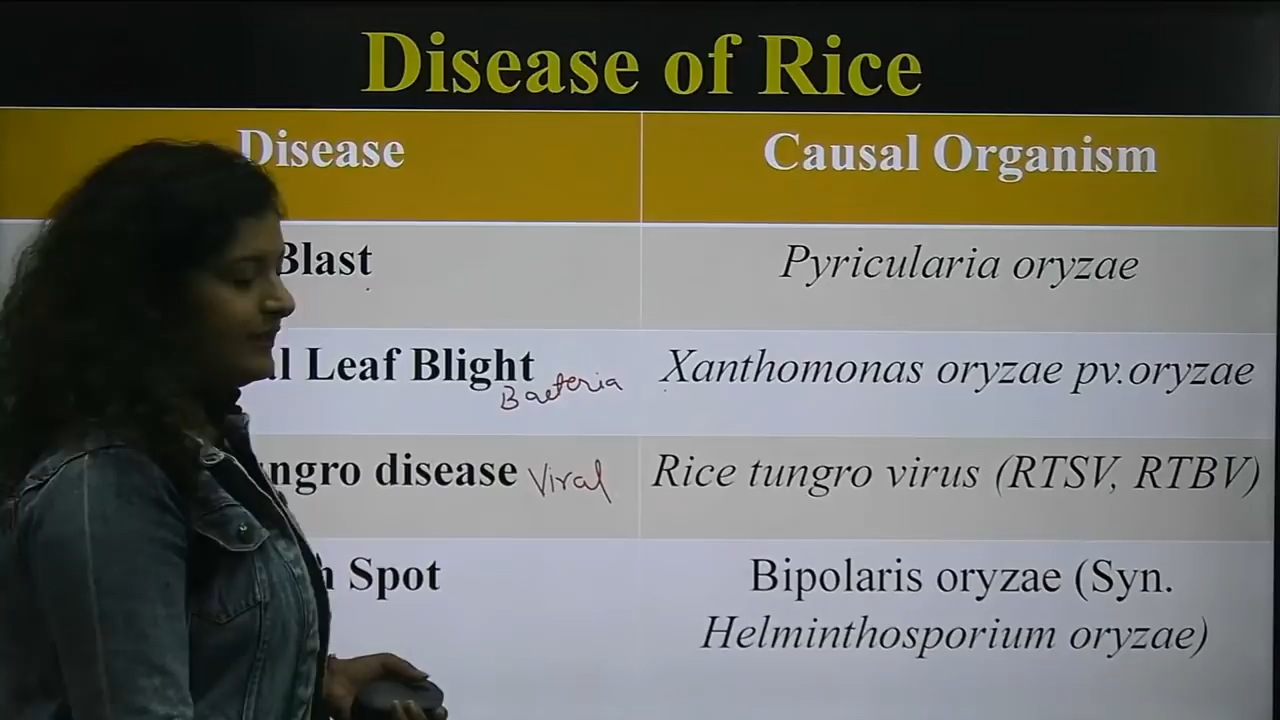 Disease of Rice
Disease Causal Organism
Blast Pyricularia oryzae
l Leaf Blight Bacteria Xanthomonas oryzae pv.oryzae
ngro disease Viral Rice tungro virus (RTSV, RTBV)
n Spot Bipolaris oryzae (Syn.
Helminthosporium oryzae)